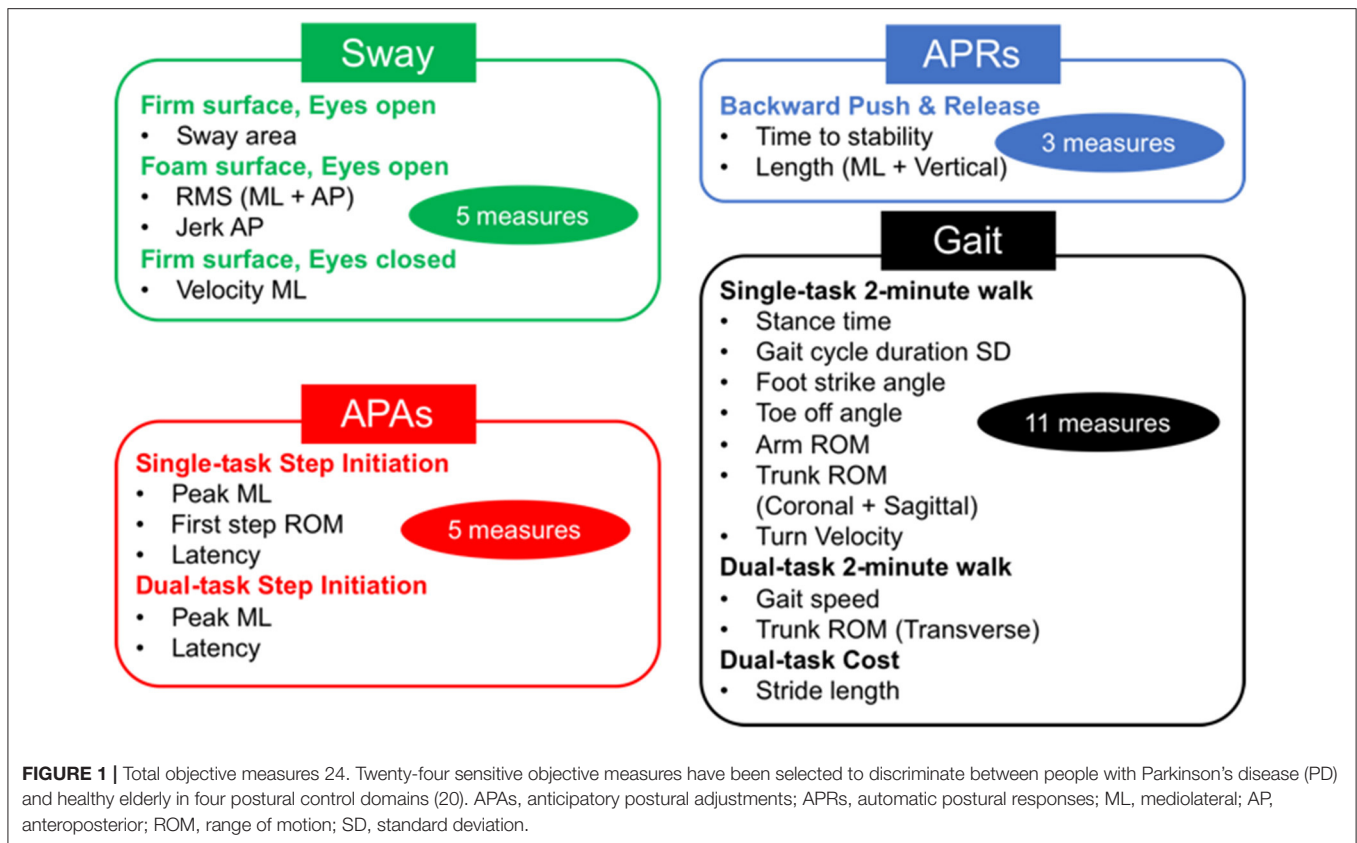 Sway
Firm surface, Eyes open
• Sway area
Foam surface, Eyes open
• RMS (ML + AP)
• Jerk AP
5 measures
Firm surface, Eyes closed
• Velocity ML
APRs
Backward Push & Release
• Time to stability
• Length (ML + Vertical)
3 measures
APAs
Single-task Step Initiation
• Peak ML
• First step ROM
• Latency
5 measures
Dual-task Step Initiation
• Peak ML
• Latency
Gait
Single-task 2-minute walk
• Stance time
• Gait cycle duration SD
• Foot strike angle
• Toe off angle
• Arm ROM
• Trunk ROM
(Coronal + Sagittal)
• Turn Velocity
11 measures
Dual-task 2-minute walk
• Gait speed
• Trunk ROM (Transverse)
Dual-task Cost
• Stride length
FIGURE 1 | Total objective measures 24. Twenty-four sensitive objective measures have been selected to discriminate between people with Parkinson's disease (PD)
and healthy elderly in four postural control domains (20). APAs, anticipatory postural adjustments; APRs, automatic postural responses; ML, mediolateral; AP,
anteroposterior; ROM, range of motion; SD, standard deviation.